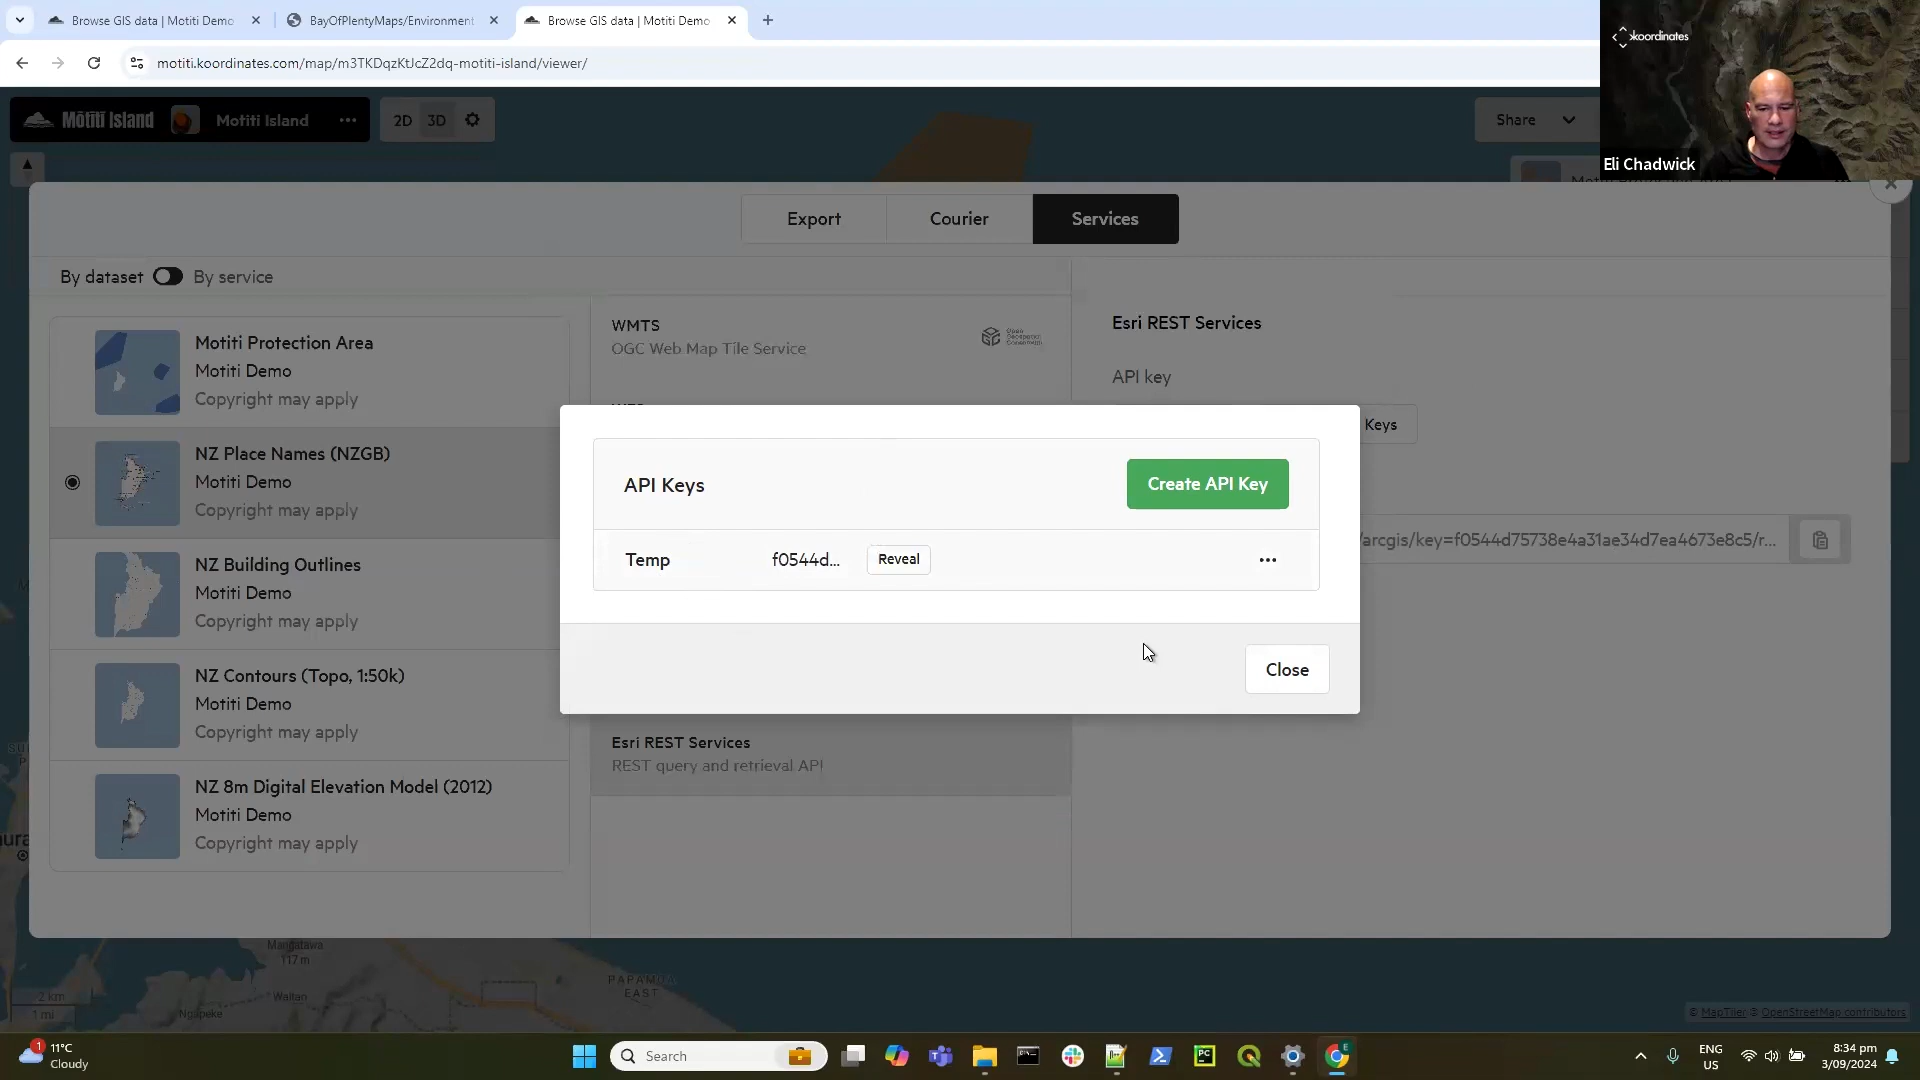 Browse GIS data | Motiti Demo
BayOfPlentyMaps/Environment
Browse GIS data | Motiti Demo
motiti.koordinates.com/map/m3TKDqzKtJcZ2dq-motiti-island/viewer/
koordinates
Eli Chadwick
Mōtītī Island
Motiti Island
2D
3D
Share
Export
Courier
Services
By dataset
By service
Motiti Protection Area
Motiti Demo
Copyright may apply
NZ Place Names (NZGB)
Motiti Demo
Copyright may apply
NZ Building Outlines
Motiti Demo
Copyright may apply
NZ Contours (Topo, 1:50k)
Motiti Demo
Copyright may apply
NZ 8m Digital Elevation Model (2012)
Motiti Demo
Copyright may apply
WMTS
OGC Web Map Tile Service
Esri REST Services
REST query and retrieval API
Esri REST Services
API key
Keys
/arcgis/key=f0544d75738e4a31ae34d7ea4673e8c5/r...
API Keys
Create API Key
Temp
f0544d...
Reveal
Close
Mangatawa
117 m
PAPAMOA
EAST
Waitan
Ngapeke
2 km
1 mi
© MapTiler © OpenStreetMap contributors
1
11°C
Cloudy
Search
ENG
US
8:34 pm
3/09/2024